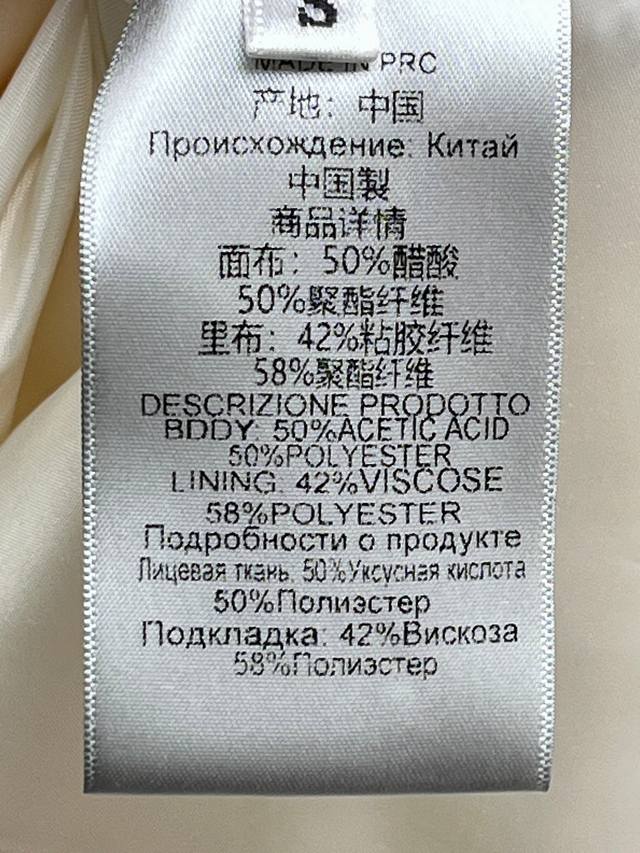 S
MADE IN PRC
产地：中国
Происхождение: Китай
中国製
商品详情
面布：50%醋酸
50%聚酯纤维
里布：42%粘胶纤维
58%聚酯纤维
DESCRIZIONE PRODOTTO
BDDY: 50%ACETIC ACID
50%POLYESTER
LINING: 42%VISCOSE
58%POLYESTER
Подробности о продукте
Лицевая ткань: 50%Уксусная кислота
50%Полиэстер
Подкладка: 42%Вискоза
58%Полиэстер